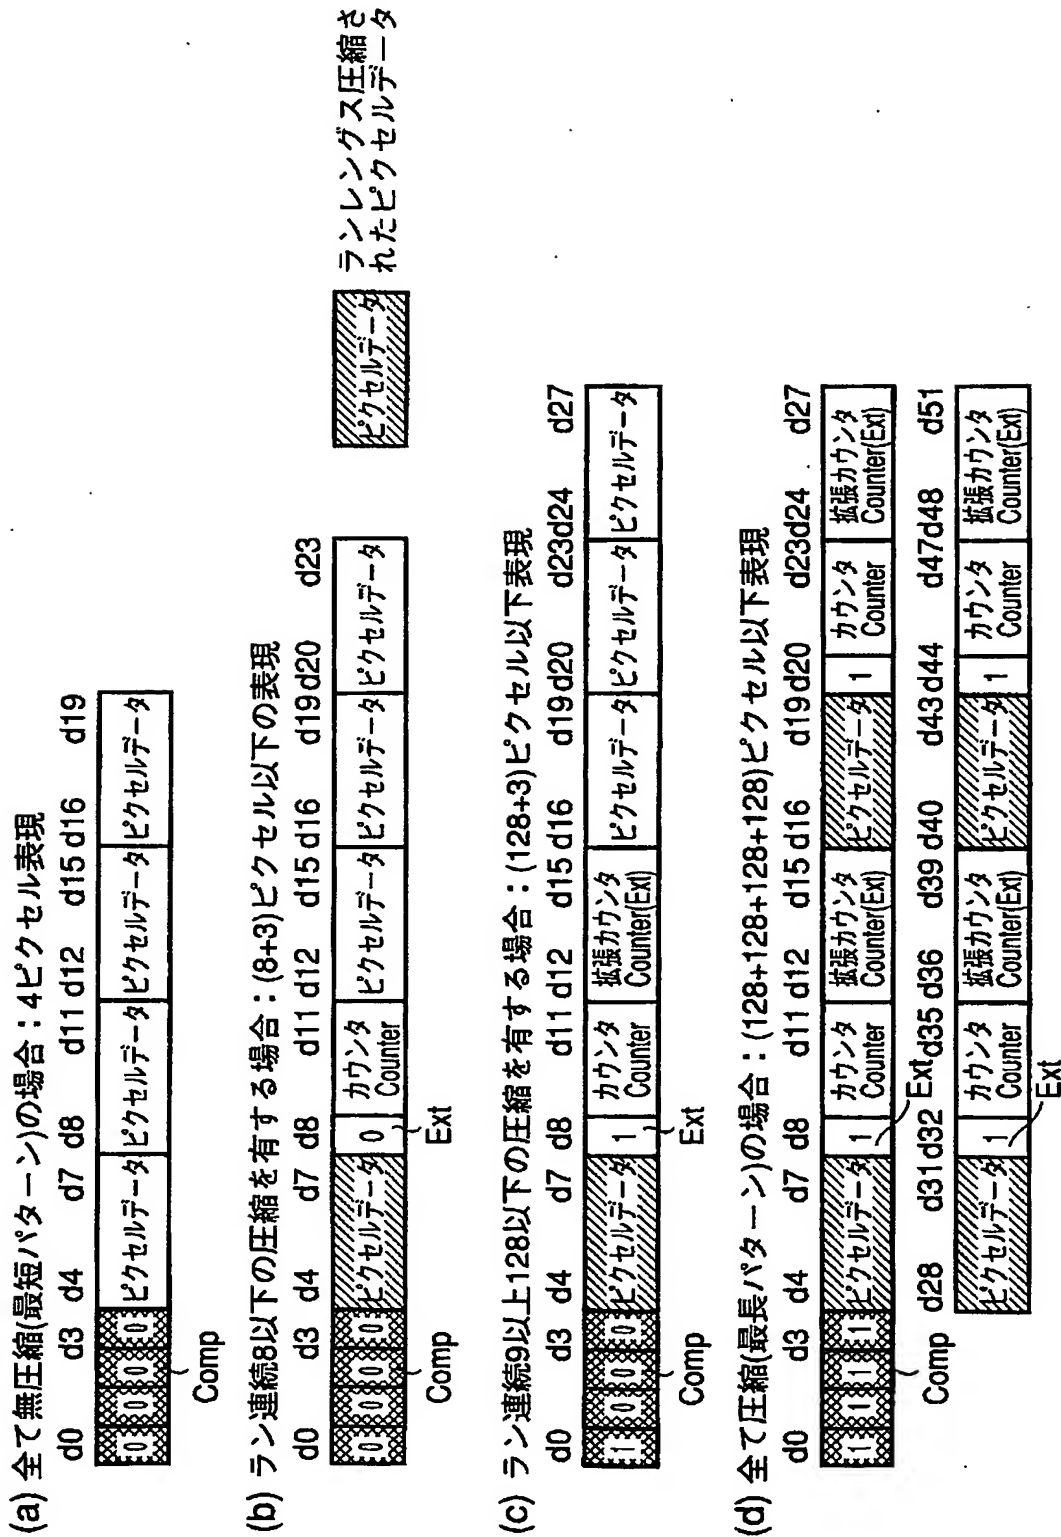 (a) 全て無圧縮(最短パターン)の場合：4ピクセル表現
d0 d3 d4 d7 d8 d11 d12 d15 d16 d19
0 0 0 0 ピクセルデータ ピクセルデータ ピクセルデータ ピクセルデータ
Comp
(b) ラン連続8以下の圧縮を有する場合：(8+3)ピクセル以下の表現
d0 d3 d4 d7 d8 d11 d12 d15 d16 d19 d20 d23
0 0 0 0 ピクセルデータ 0 カウンタ ピクセルデータ ピクセルデータ ピクセルデータ
Counter
Comp Ext
ピクセルデータ ランレングス圧縮さ
れたピクセルデータ
(c) ラン連続9以上128以下の圧縮を有する場合：(128+3)ピクセル以下表現
d0 d3 d4 d7 d8 d11 d12 d15 d16 d19 d20 d23 d24 d27
1 0 0 0 ピクセルデータ 1 カウンタ 拡張カウンタ ピクセルデータ ピクセルデータ ピクセルデータ
Counter Counter(Ext)
Comp Ext
(d) 全て圧縮(最長パターン)の場合：(128+128+128+128)ピクセル以下表現
d0 d3 d4 d7 d8 d11 d12 d15 d16 d19 d20 d23 d24 d27
1 1 1 1 ピクセルデータ 1 カウンタ 拡張カウンタ ピクセルデータ 1 カウンタ 拡張カウンタ
Counter Counter(Ext) Counter Counter(Ext)
Comp Ext
d28 d31 d32 d35 d36 d39 d40 d43 d44 d47 d48 d51
ピクセルデータ 1 カウンタ 拡張カウンタ ピクセルデータ 1 カウンタ 拡張カウンタ
Counter Counter(Ext) Counter Counter(Ext)
Ext